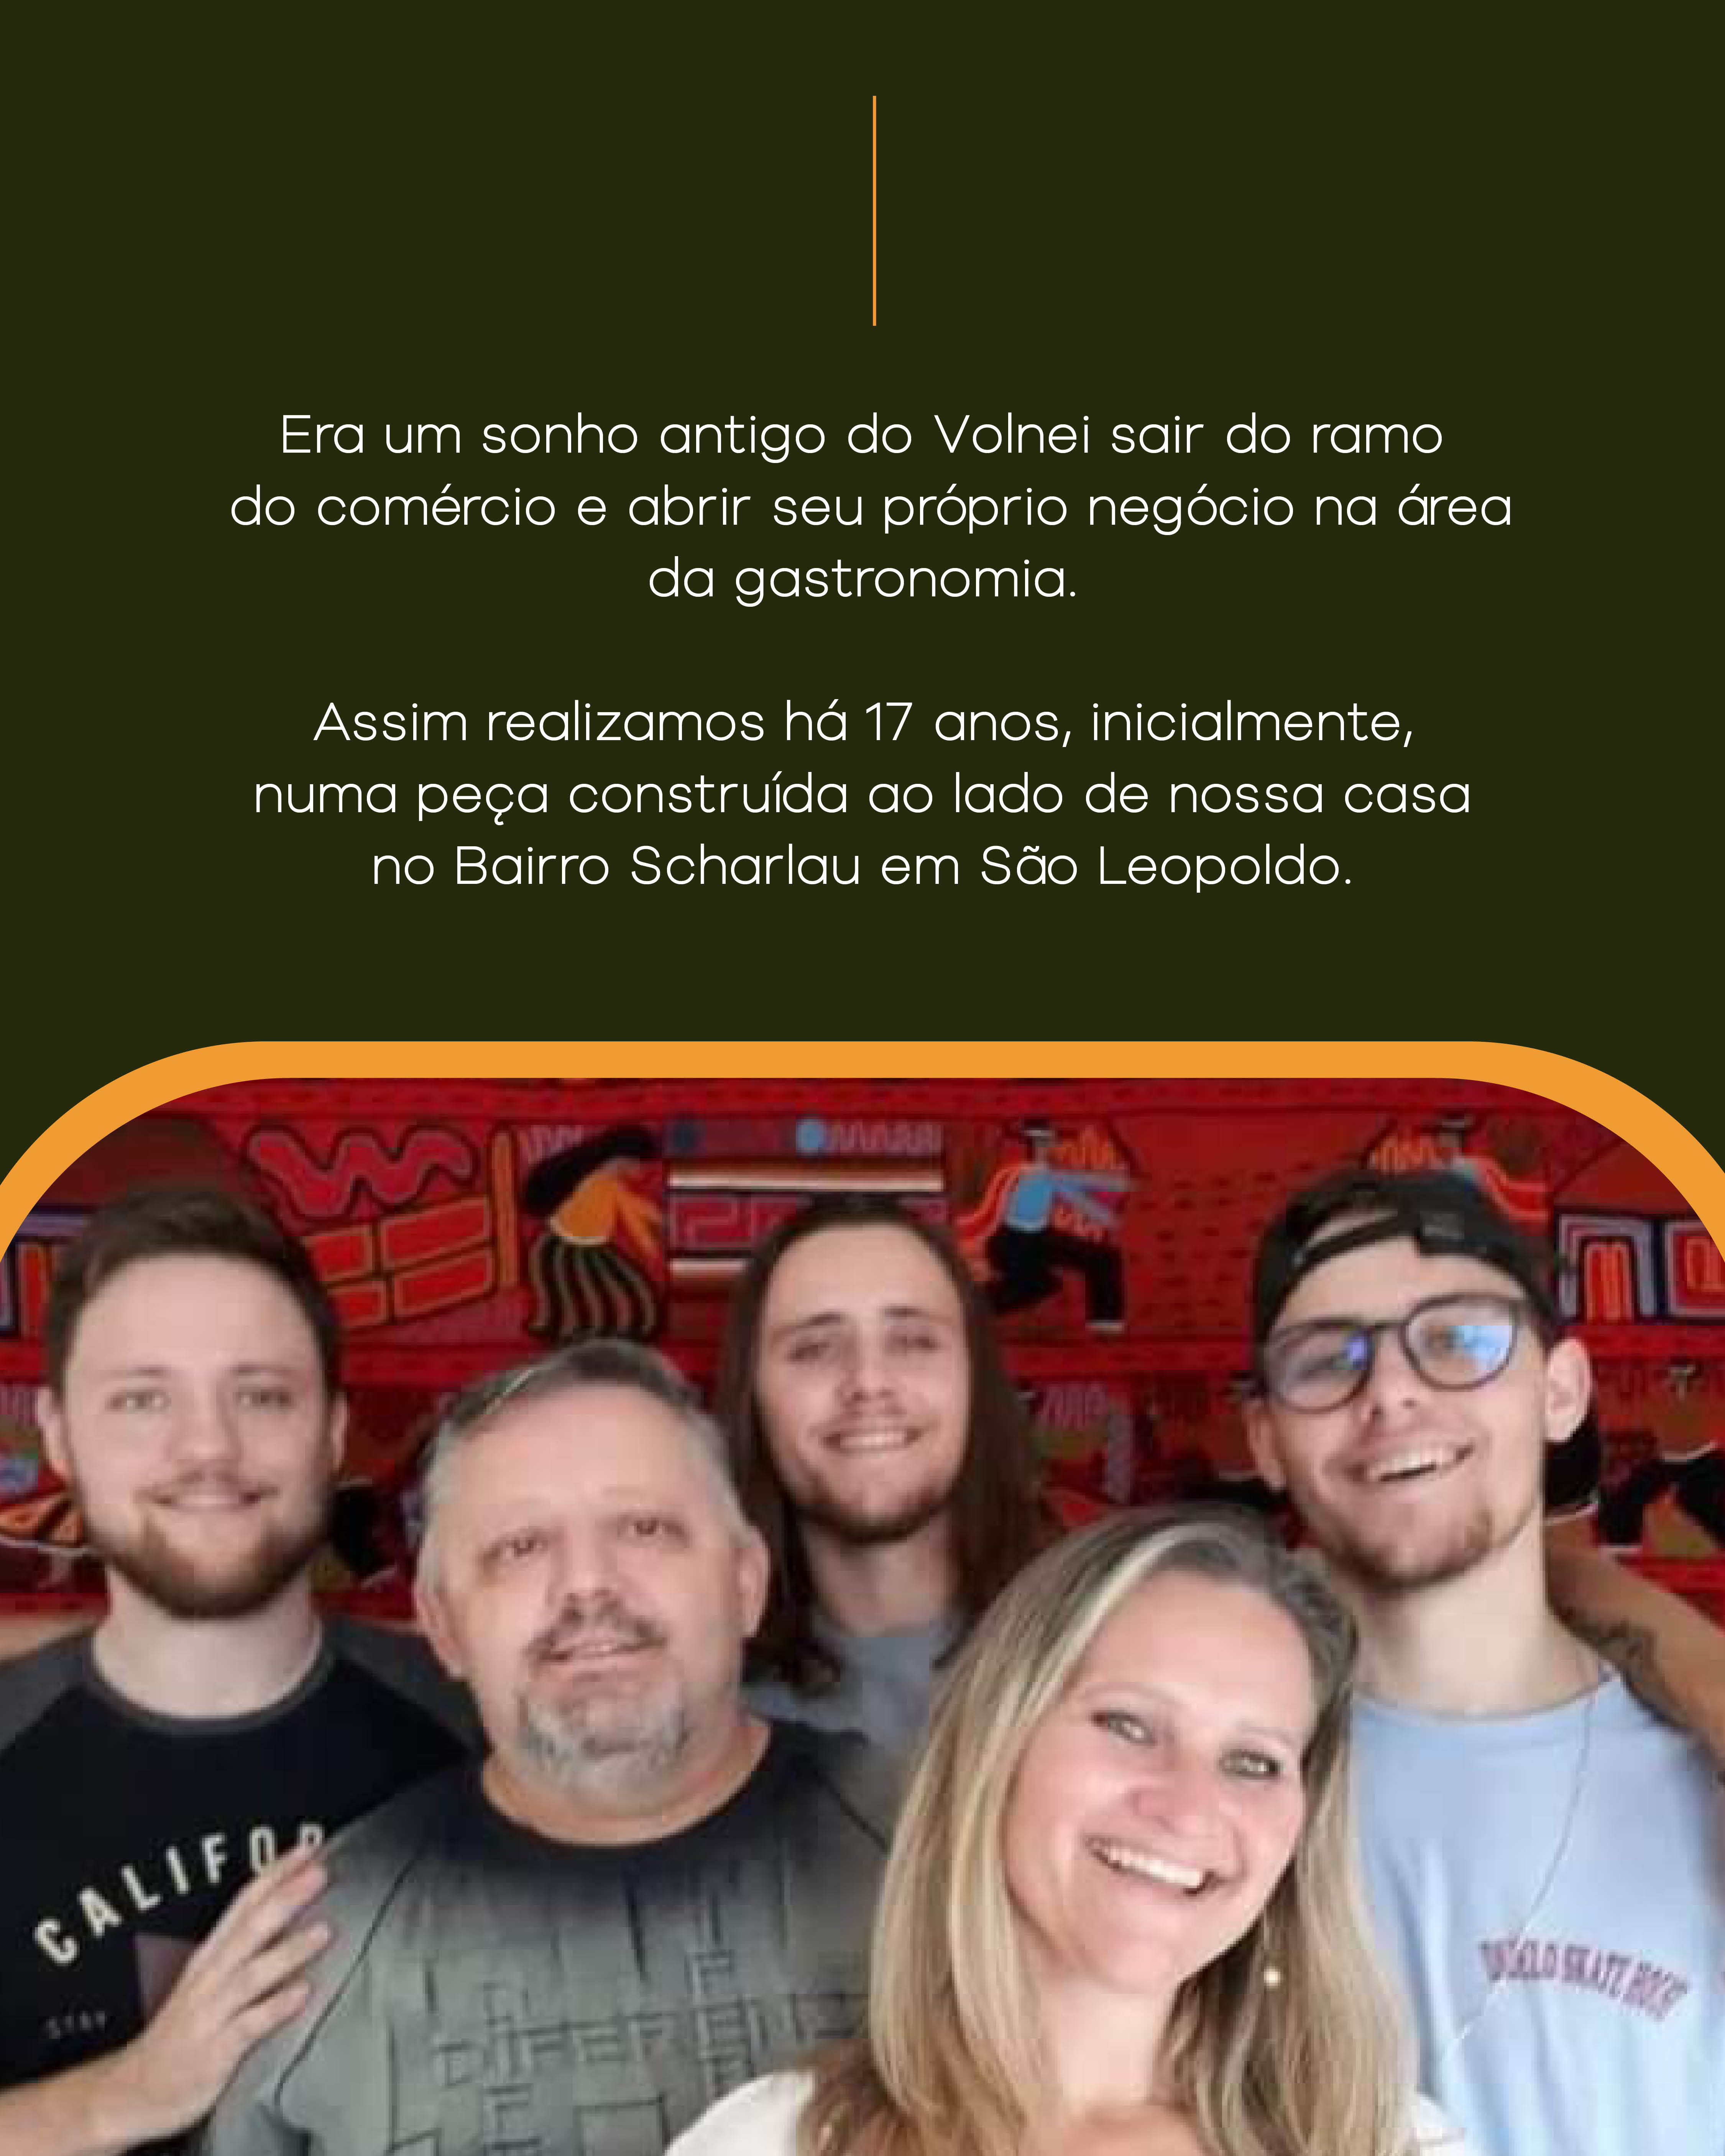 Era um sonho antigo do Volnei sair do ramo
do comércio e abrir seu próprio negócio na área
da gastronomia.
Assim realizamos há 17 anos, inicialmente,
numa peça construída ao lado de nossa casa
no Bairro Scharlau em São Leopoldo.
CALIFO
STAY
DIFEREN
SKATE